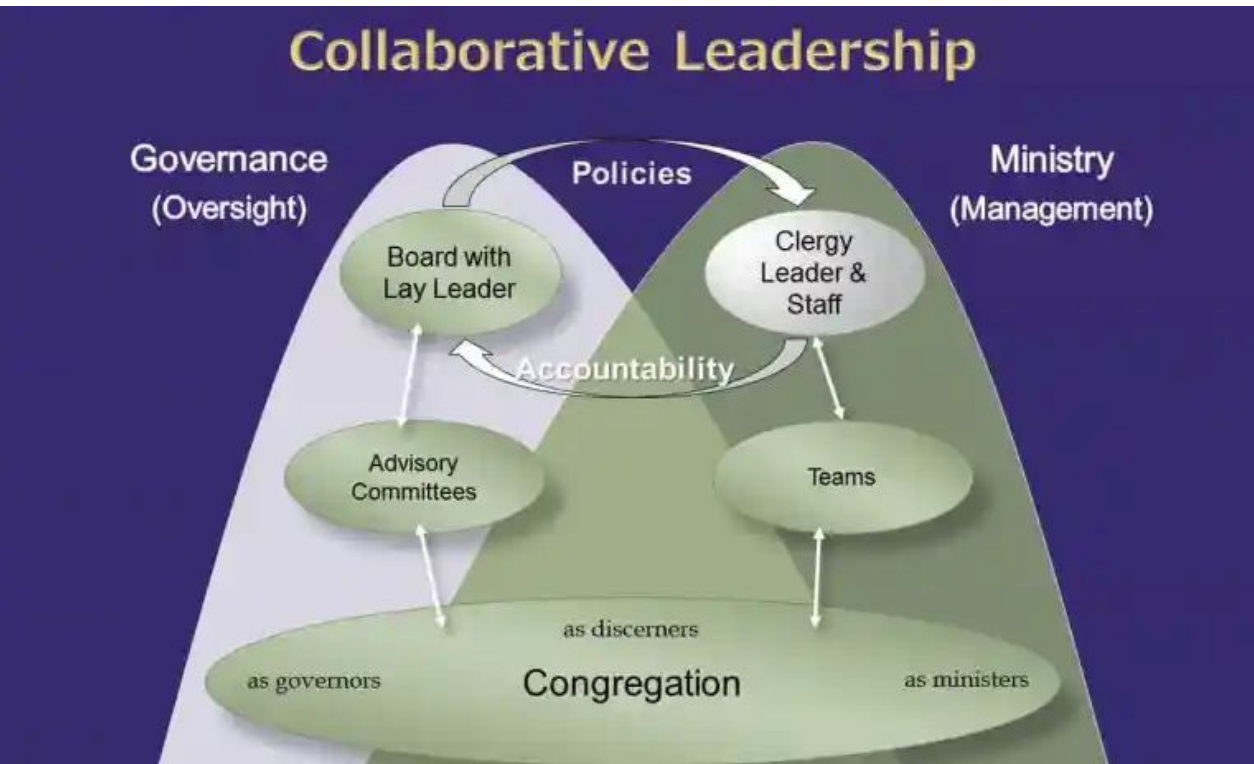 Collaborative Leadership
Governance
(Oversight)
Policies
Ministry
(Management)
Board with
Lay Leader
Clergy
Leader &
Staff
Accountability
Advisory
Committees
Teams
as discerners
as governors
Congregation
as ministers